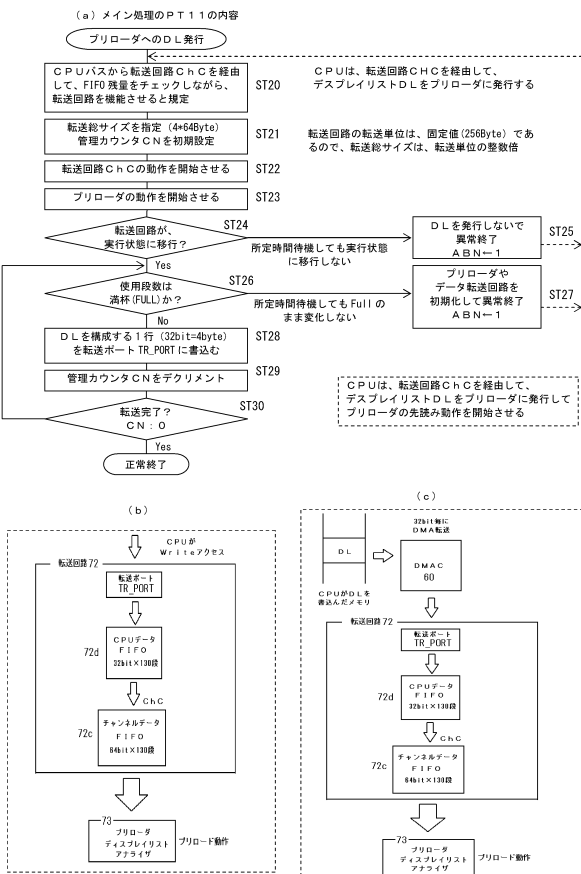 （a）メイン処理のＰＴ１１の内容
プリローダへのＤＬ発行
ＣＰＵバスから転送回路ＣｈＣを経由
して、FIFO 残量をチェックしながら、
転送回路を機能させると規定
ST20
ＣＰＵは、転送回路ＣＨＣを経由して、
デスプレイリストＤＬをプリローダに発行する
転送総サイズを指定 (4*64Byte)
管理カウンタＣＮを初期設定
ST21
転送回路の転送単位は、固定値(256Byte) であ
るので、転送総サイズは、転送単位の整数倍
転送回路ＣｈＣの動作を開始させる
ST22
プリローダの動作を開始させる
ST23
転送回路が、
実行状態に移行？
ST24
所定時間待機しても実行状態
に移行しない
ＤＬを発行しないで
異常終了
ＡＢＮ←１
ST25
Yes
使用段数は
満杯(FULL)か？
ST26
所定時間待機しても Full の
まま変化しない
プリローダや
データ転送回路を
初期化して異常終了
ＡＢＮ←１
ST27
No
ＤＬを構成する１行 (32bit=4byte)
を転送ポート TR_PORT に書込む
ST28
管理カウンタＣＮをデクリメント
ST29
転送完了？
ＣＮ：０
ST30
Yes
正常終了
ＣＰＵは、転送回路ＣｈＣを経由して、
デスプレイリストＤＬをプリローダに発行して
プリローダの先読み動作を開始させる
（b）
ＣＰＵが
Ｗｒｉｔｅアクセス
転送回路72
転送ポート
TR_PORT
72d
ＣＰＵデータ
ＦＩＦＯ
32bit×130段
ＣｈＣ
72c
チャンネルデータ
ＦＩＦＯ
64bit×130段
73
プリローダ
ディスプレイリスト
アナライザ
プリロード動作
（c）
32bit毎に
DMA転送
ＤＬ
ＤＭＡＣ
60
ＣＰＵがＤＬを
書込んだメモリ
転送回路72
転送ポート
TR_PORT
72d
ＣＰＵデータ
ＦＩＦＯ
32bit×130段
ＣｈＣ
72c
チャンネルデータ
ＦＩＦＯ
64bit×130段
73
プリローダ
ディスプレイリスト
アナライザ
プリロード動作